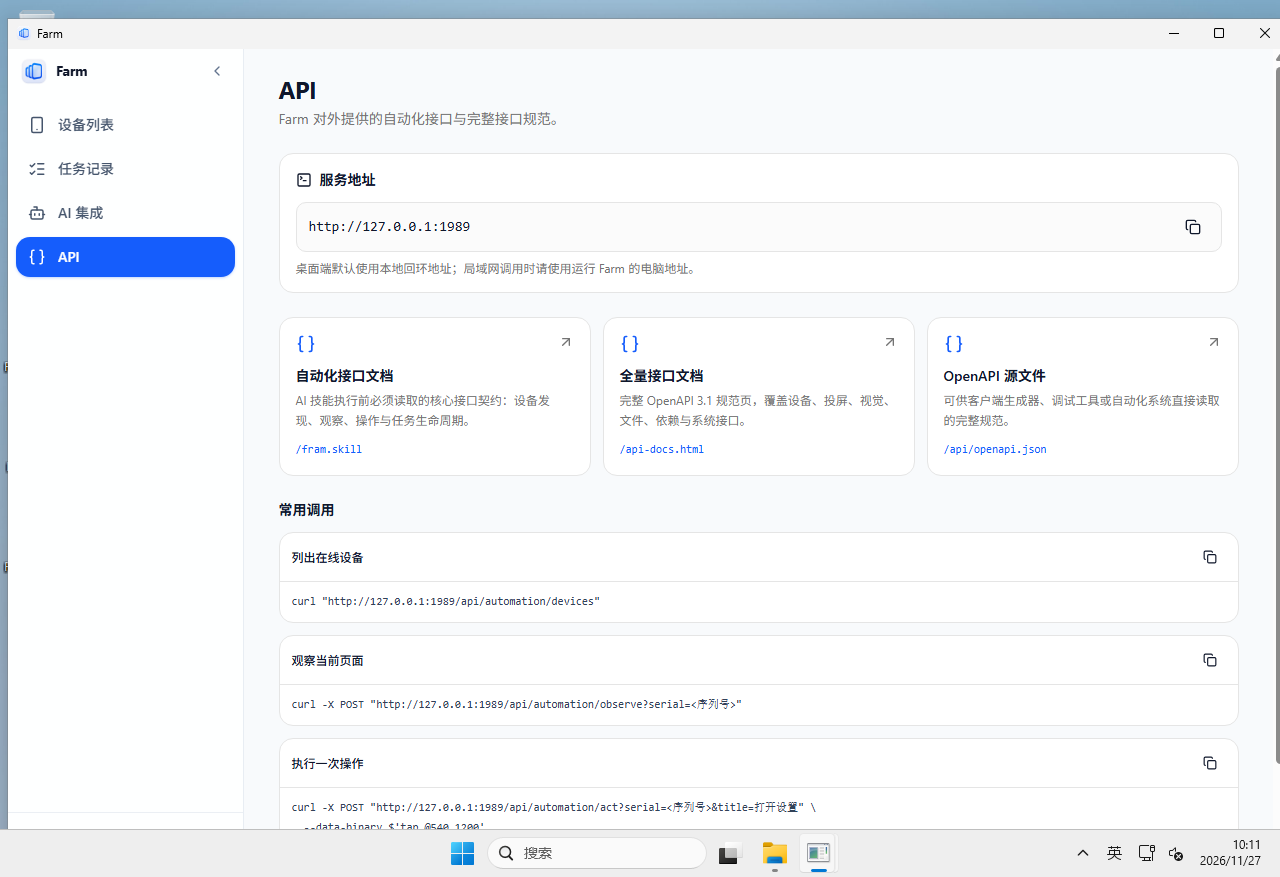 Farm
Farm
设备列表
任务记录
AI 集成
API
API
Farm 对外提供的自动化接口与完整接口规范。
服务地址
http://127.0.0.1:1989
桌面端默认使用本地回环地址；局域网调用时请使用运行 Farm 的电脑地址。
自动化接口文档
AI 技能执行前必须读取的核心接口契约：设备发
现、观察、操作与任务生命周期。
/fram.skill
全量接口文档
完整 OpenAPI 3.1 规范页，覆盖设备、投屏、视觉、
文件、依赖与系统接口。
/api-docs.html
OpenAPI 源文件
可供客户端生成器、调试工具或自动化系统直接读取
的完整规范。
/api/openapi.json
常用调用
列出在线设备
curl "http://127.0.0.1:1989/api/automation/devices"
观察当前页面
curl -X POST "http://127.0.0.1:1989/api/automation/observe?serial=<序列号>"
执行一次操作
curl -X POST "http://127.0.0.1:1989/api/automation/act?serial=<序列号>&title=打开设置" \
--data-binary $'tap @540,1200'
搜索
英
10:11
2026/11/27